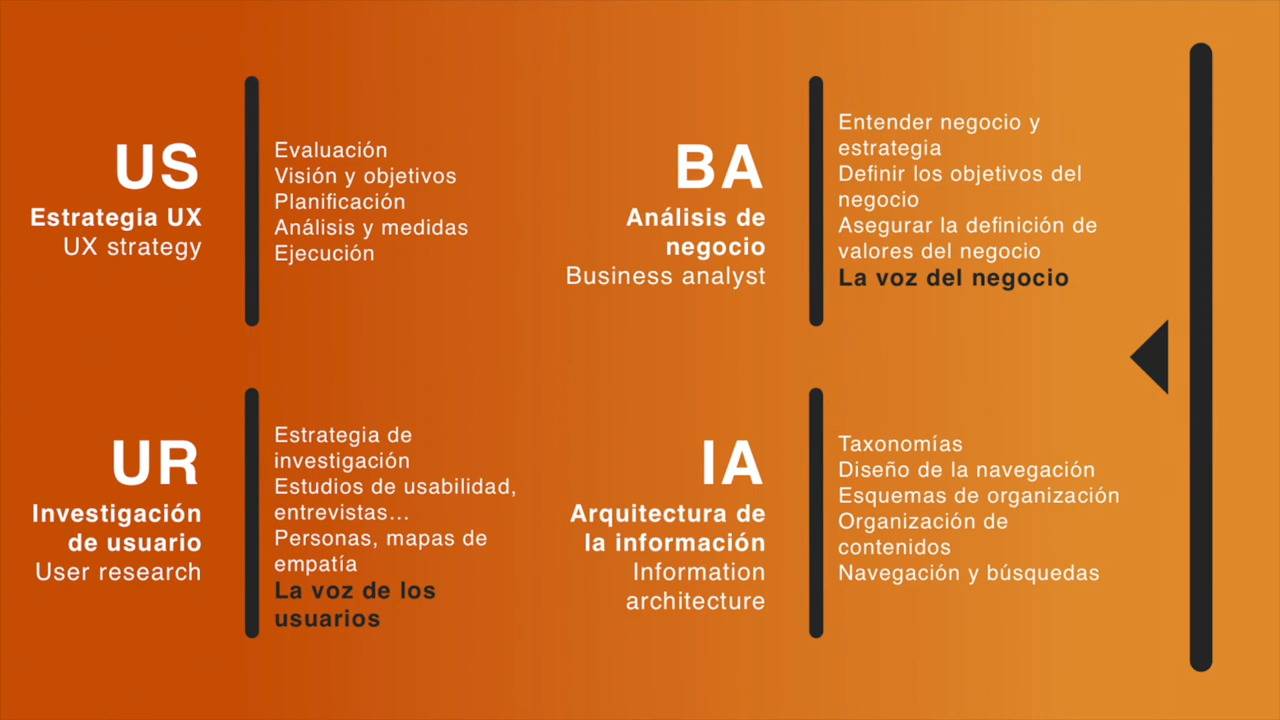 US
Estrategia UX
UX strategy
Evaluación
Visión y objetivos
Planificación
Análisis y medidas
Ejecución
BA
Análisis de
negocio
Business analyst
Entender negocio y
estrategia
Definir los objetivos del
negocio
Asegurar la definición de
valores del negocio
La voz del negocio
UR
Investigación
de usuario
User research
Estrategia de
investigación
Estudios de usabilidad,
entrevistas...
Personas, mapas de
empatía
La voz de los
usuarios
IA
Arquitectura de
la información
Information
architecture
Taxonomías
Diseño de la navegación
Esquemas de organización
Organización de
contenidos
Navegación y búsquedas